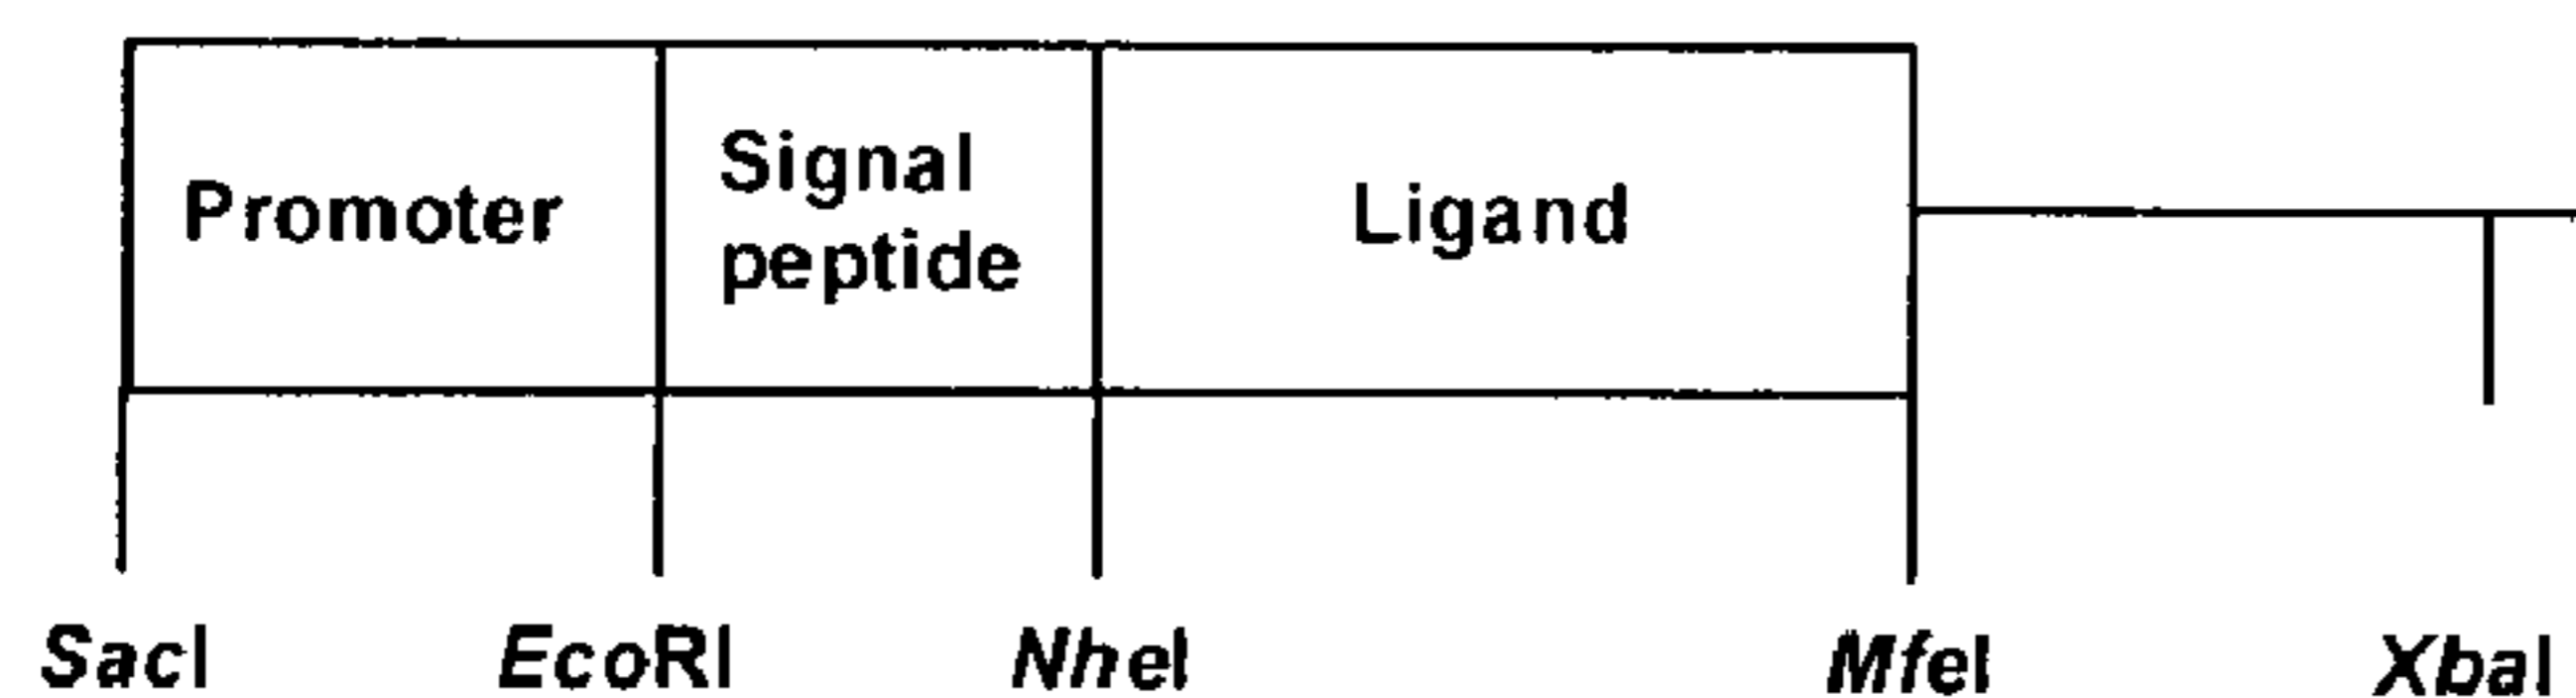 Promoter
Signal
peptide
Ligand
SacI
EcoRI
NheI
MfeI
XbaI